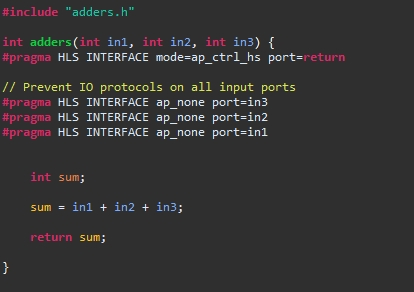 #include "adders.h"
int adders(int in1, int in2, int in3) {
#pragma HLS INTERFACE mode=ap_ctrl_hs port=return
// Prevent IO protocols on all input ports
#pragma HLS INTERFACE ap_none port=in3
#pragma HLS INTERFACE ap_none port=in2
#pragma HLS INTERFACE ap_none port=in1
int sum;
sum = in1 + in2 + in3;
return sum;
}